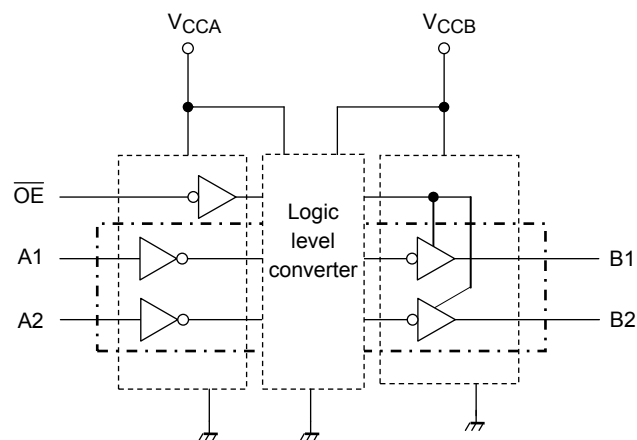 VCCA
VCCB
OE
Logic
level
converter
A1
B1
A2
B2